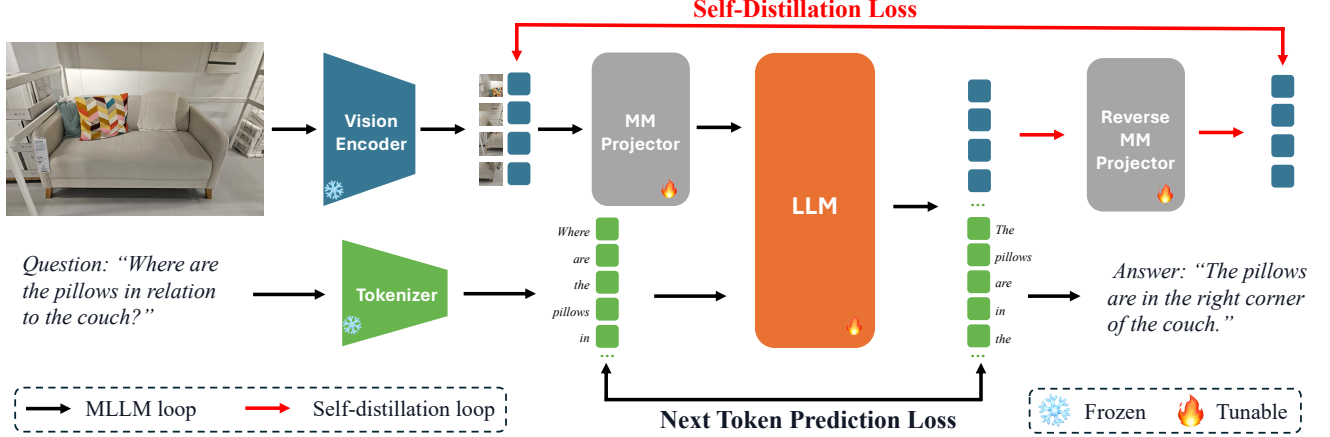 Self-Distillation Loss
Vision
Encoder
MM
Projector
LLM
Reverse
MM
Projector
...
Question: “Where are
the pillows in relation
to the couch?”
Tokenizer
Where
are
the
pillows
in
...
The
pillows
are
in
the
...
Answer: “The pillows
are in the right corner
of the couch.”
Next Token Prediction Loss
MLLM loop
Self-distillation loop
Frozen
Tunable